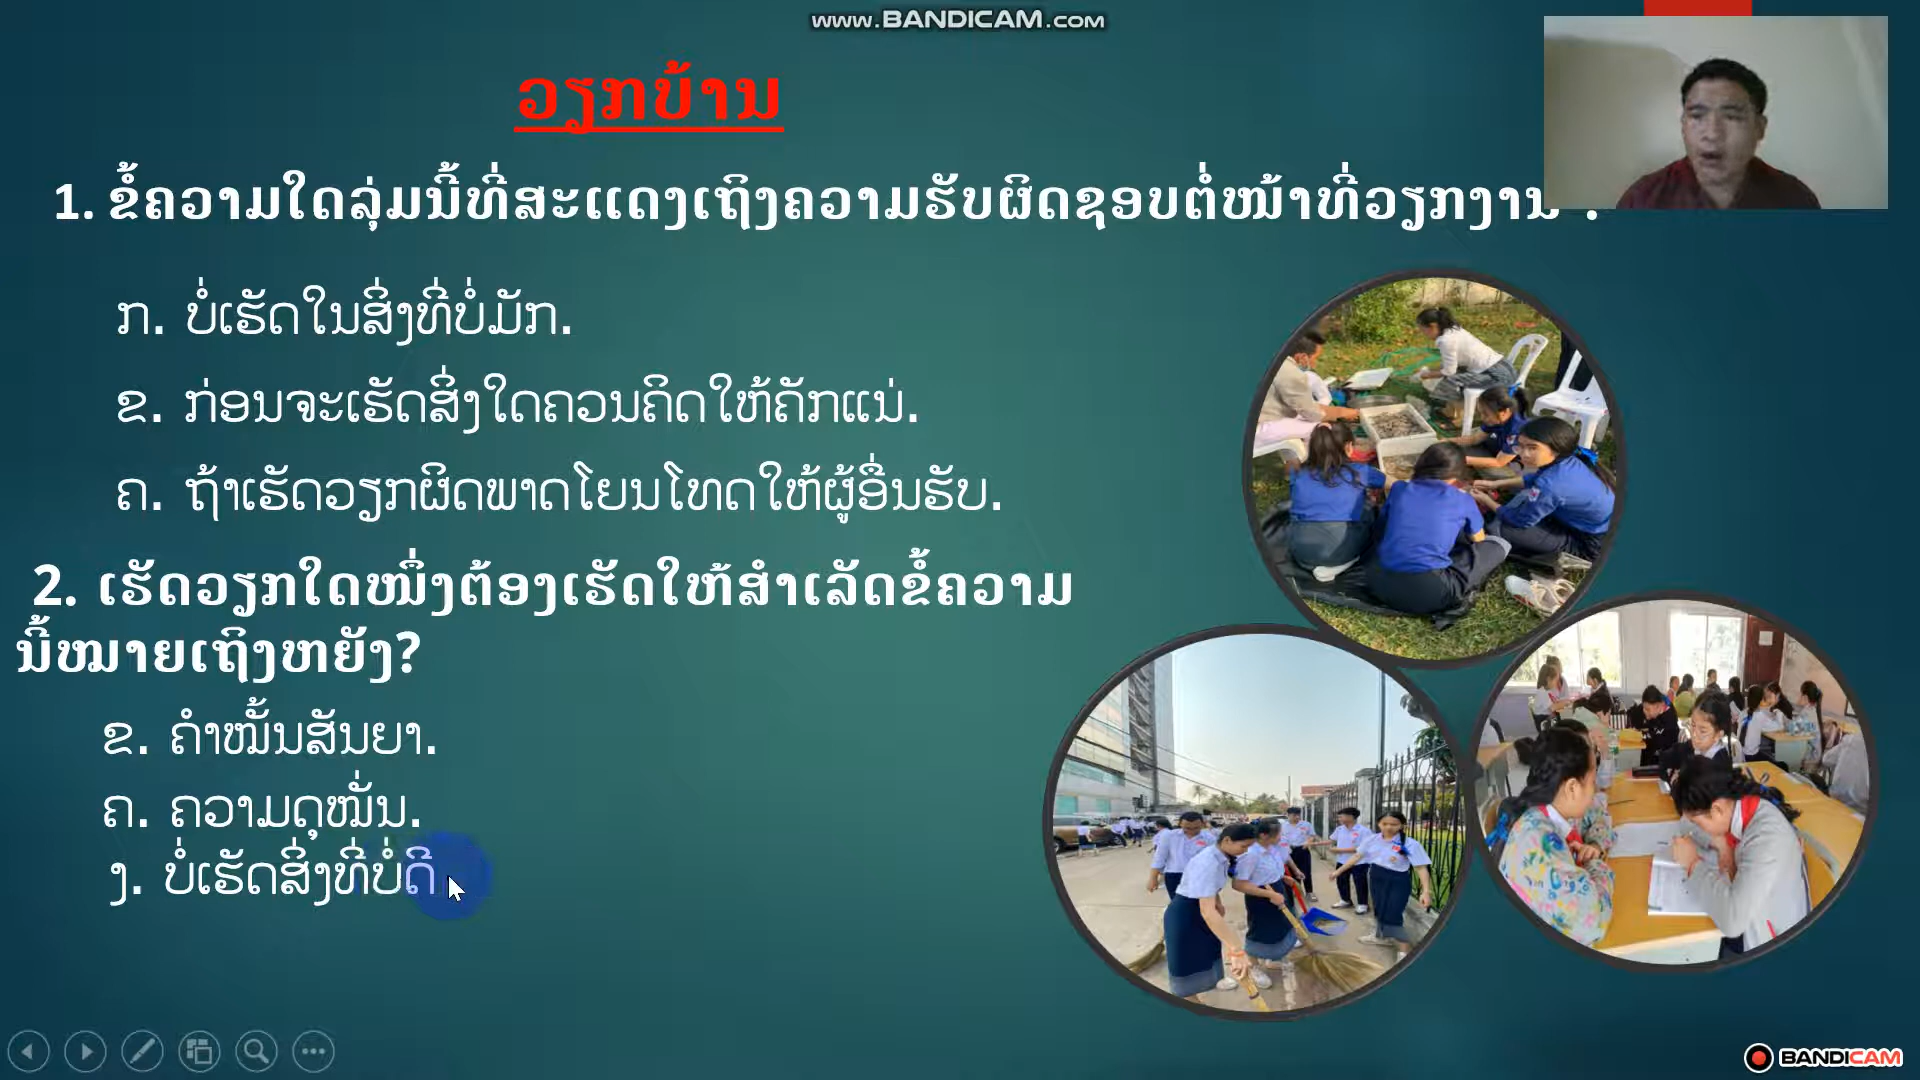 www.BANDICAM.com
ວຽກບ້ານ
1. ຂໍ້ຄວາມໃດລຸ່ມນີ້ທີ່ສະແດງເຖິງຄວາມຮັບຜິດຊອບຕໍ່ໜ້າທີ່ວຽກງານ
ກ. ບໍ່ເຮັດໃນສິ່ງທີ່ບໍ່ມັກ.
ຂ. ກ່ອນຈະເຮັດສິ່ງໃດຄວນຄິດໃຫ້ຄັກແນ່.
ຄ. ຖ້າເຮັດວຽກຜິດພາດໂຍນໂທດໃຫ້ຜູ້ອື່ນຮັບ.
2. ເຮັດວຽກໃດໜຶ່ງຕ້ອງເຮັດໃຫ້ສຳເລັດຂໍ້ຄວາມ
ນີ້ໝາຍເຖິງຫຍັງ?
ຂ. ຄຳໝັ້ນສັນຍາ.
ຄ. ຄວາມດຸໝັ່ນ.
ງ. ບໍ່ເຮັດສິ່ງທີ່ບໍ່ດີ
BANDICAM